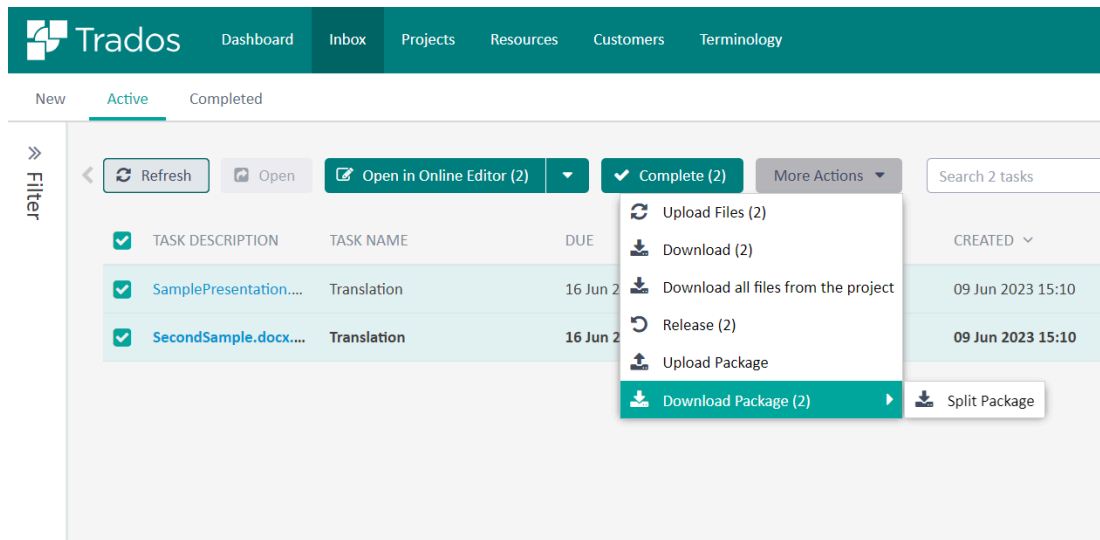 Trados Dashboard Inbox Projects Resources Customers Terminology
New Active Completed
Filter
Refresh Open Open in Online Editor (2) Complete (2) More Actions Search 2 tasks
TASK DESCRIPTION TASK NAME DUE CREATED
SamplePresentation.... Translation 16 Jun 2 09 Jun 2023 15:10
SecondSample.docx.... Translation 16 Jun 2 09 Jun 2023 15:10
Upload Files (2)
Download (2)
Download all files from the project
Release (2)
Upload Package
Download Package (2) Split Package